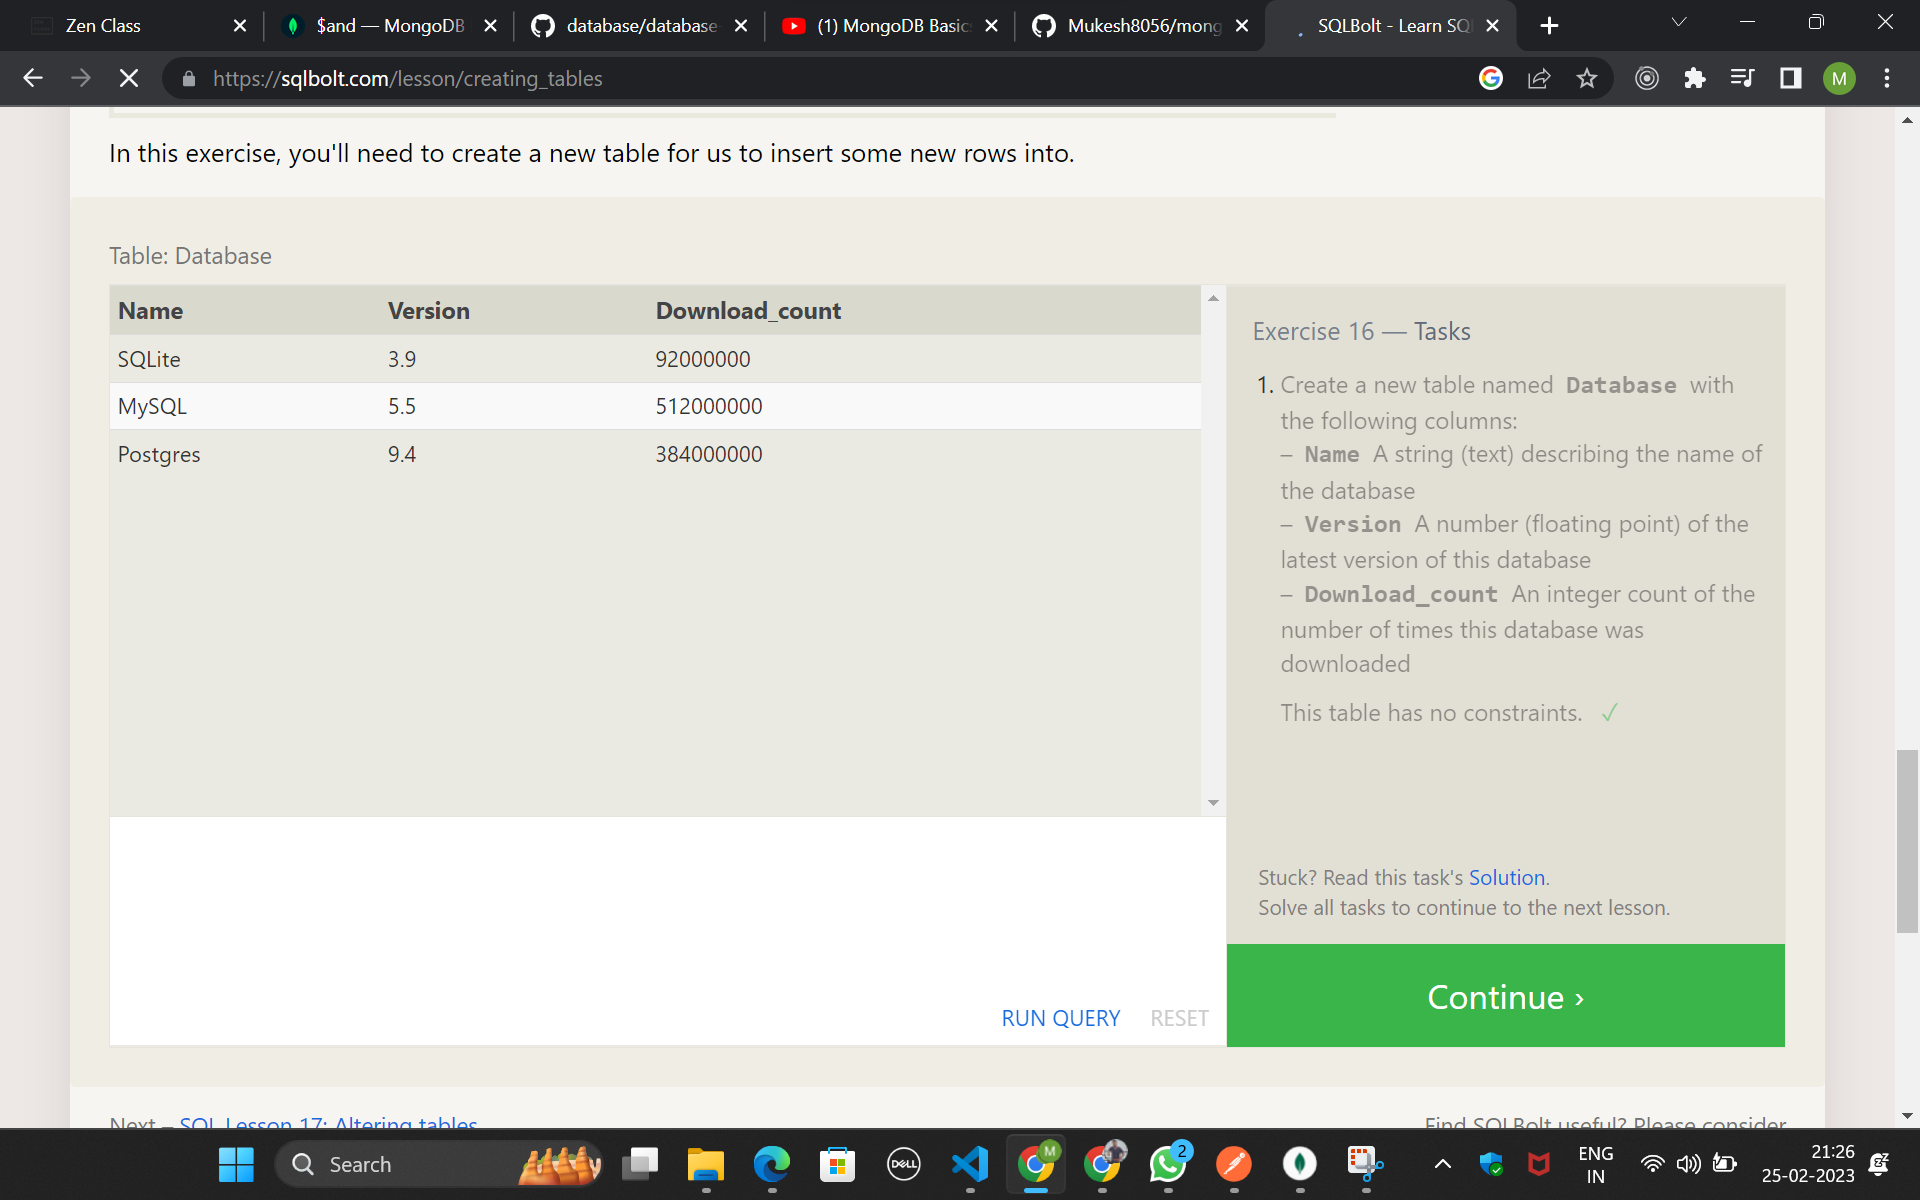 Zen Class
$and — MongoDB
database/database-
(1) MongoDB Basic
Mukesh8056/mong
SQLBolt - Learn SQ
https://sqlbolt.com/lesson/creating_tables
M
In this exercise, you'll need to create a new table for us to insert some new rows into.
Table: Database
Name Version Download_count
SQLite 3.9 92000000
MySQL 5.5 512000000
Postgres 9.4 384000000
Exercise 16 — Tasks
1. Create a new table named Database with
the following columns:
– Name A string (text) describing the name of
the database
– Version A number (floating point) of the
latest version of this database
– Download_count An integer count of the
number of times this database was
downloaded
This table has no constraints. ✓
Stuck? Read this task's Solution.
Solve all tasks to continue to the next lesson.
RUN QUERY RESET
Continue ›
Next – SQL Lesson 17: Altering tables
Find SQLBolt useful? Please consider
Search
DELL
M
2
ENG
IN
21:26
25-02-2023